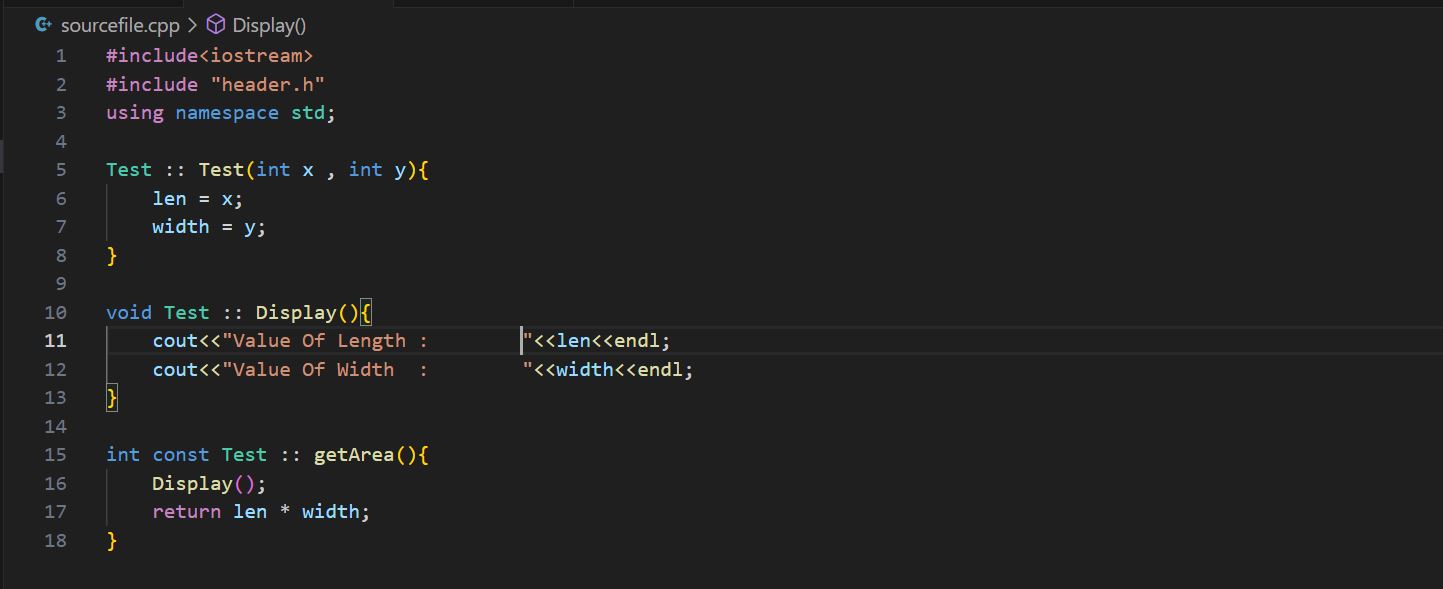 sourcefile.cpp > Display()
1 #include<iostream>
2 #include "header.h"
3 using namespace std;
4
5 Test :: Test(int x , int y){
6     len = x;
7     width = y;
8 }
9
10 void Test :: Display(){
11     cout<<"Value Of Length :        "<<len<<endl;
12     cout<<"Value Of Width  :        "<<width<<endl;
13 }
14
15 int const Test :: getArea(){
16     Display();
17     return len * width;
18 }